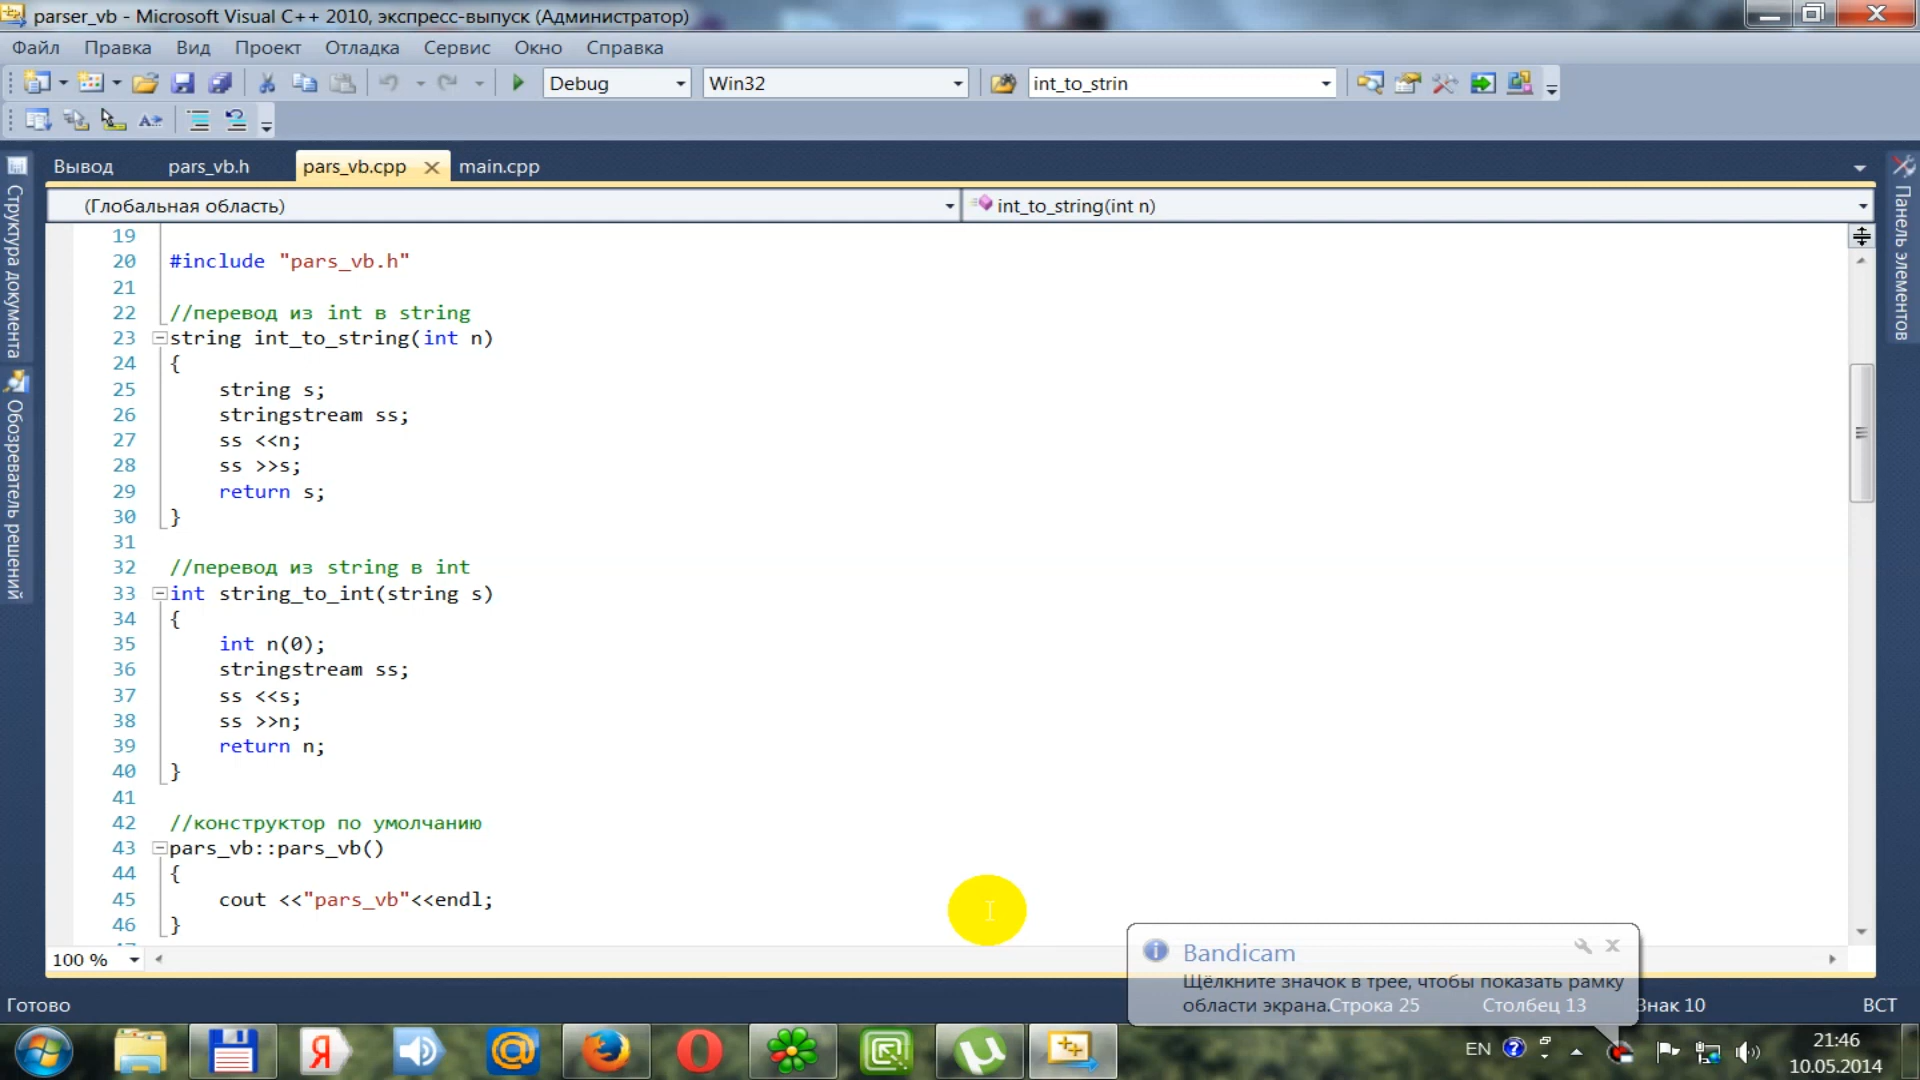 parser_vb - Microsoft Visual C++ 2010, экспресс-выпуск (Администратор)
Файл Правка Вид Проект Отладка Сервис Окно Справка
Debug Win32 int_to_strin
Вывод pars_vb.h pars_vb.cpp main.cpp
(Глобальная область) int_to_string(int n)
Структура документа
Обозреватель решений
Панель элементов
19
20 #include "pars_vb.h"
21
22 //перевод из int в string
23 string int_to_string(int n)
24 {
25 string s;
26 stringstream ss;
27 ss <<n;
28 ss >>s;
29 return s;
30 }
31
32 //перевод из string в int
33 int string_to_int(string s)
34 {
35 int n(0);
36 stringstream ss;
37 ss <<s;
38 ss >>n;
39 return n;
40 }
41
42 //конструктор по умолчанию
43 pars_vb::pars_vb()
44 {
45 cout <<"pars_vb"<<endl;
46 }
100 %
Bandicam
Щёлкните значок в трее, чтобы показать рамку
области экрана.
Готово Строка 25 Столбец 13 Знак 10 ВСТ
EN 21:46
10.05.2014